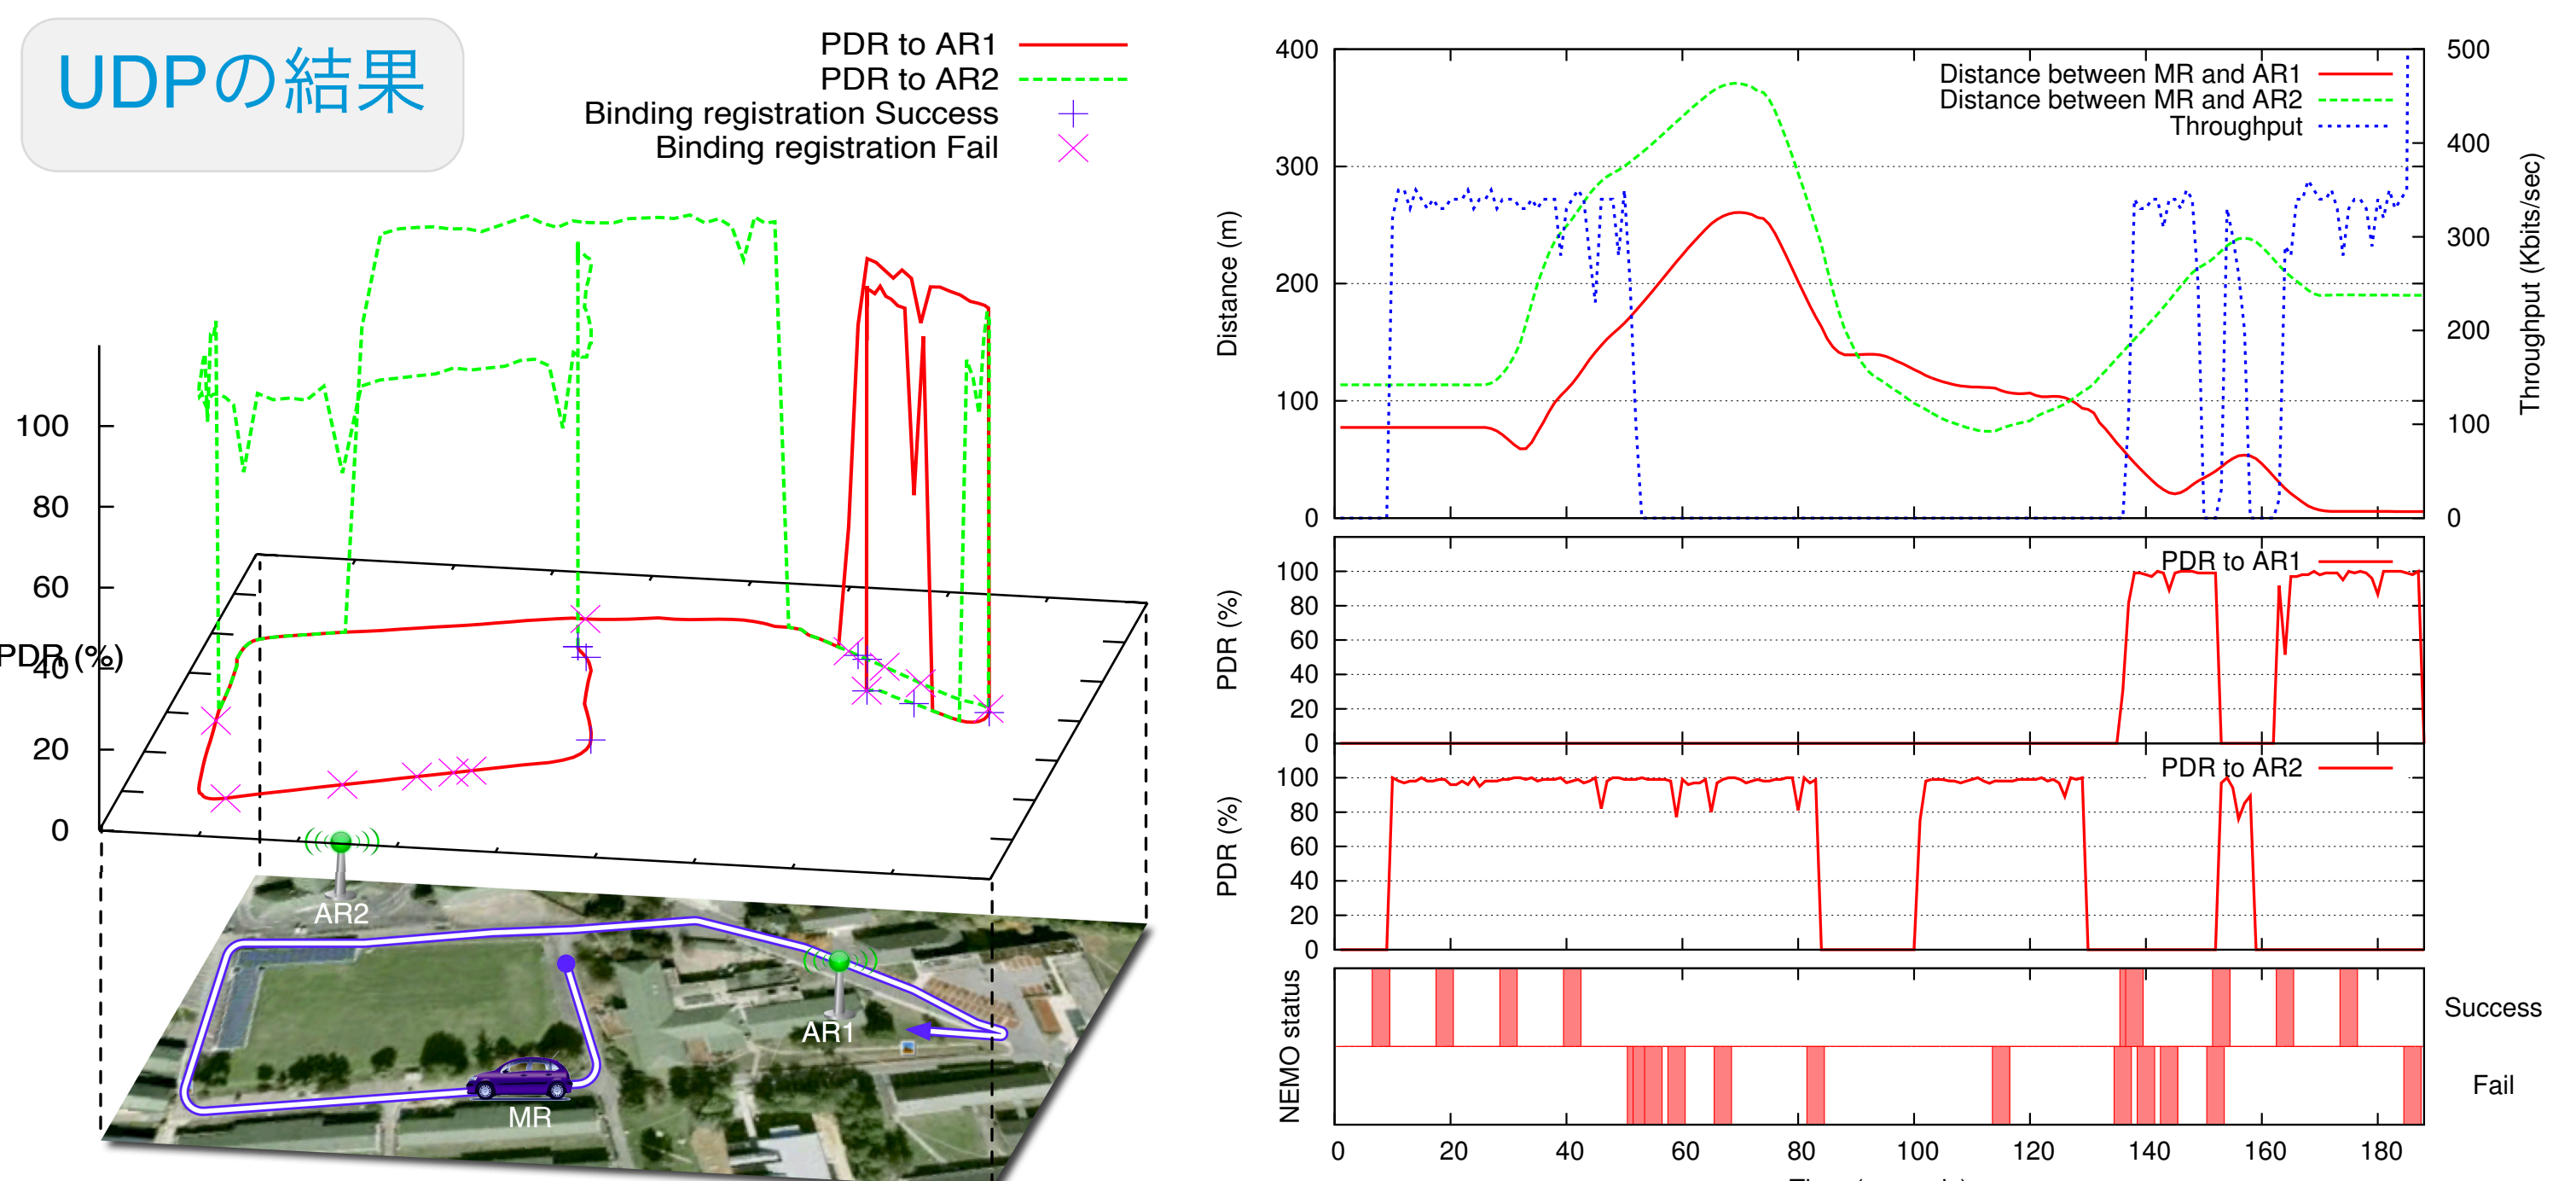 UDPの結果
PDR to AR1
PDR to AR2
Binding registration Success
Binding registration Fail
100
80
60
40
20
0
PDR (%)
AR2
AR1
MR
400
300
200
100
0
Distance (m)
Distance between MR and AR1
Distance between MR and AR2
Throughput
500
400
300
200
100
0
Throughput (Kbits/sec)
PDR to AR1
100
80
60
40
20
0
PDR (%)
PDR to AR2
100
80
60
40
20
0
PDR (%)
NEMO status
Success
Fail
0 20 40 60 80 100 120 140 160 180